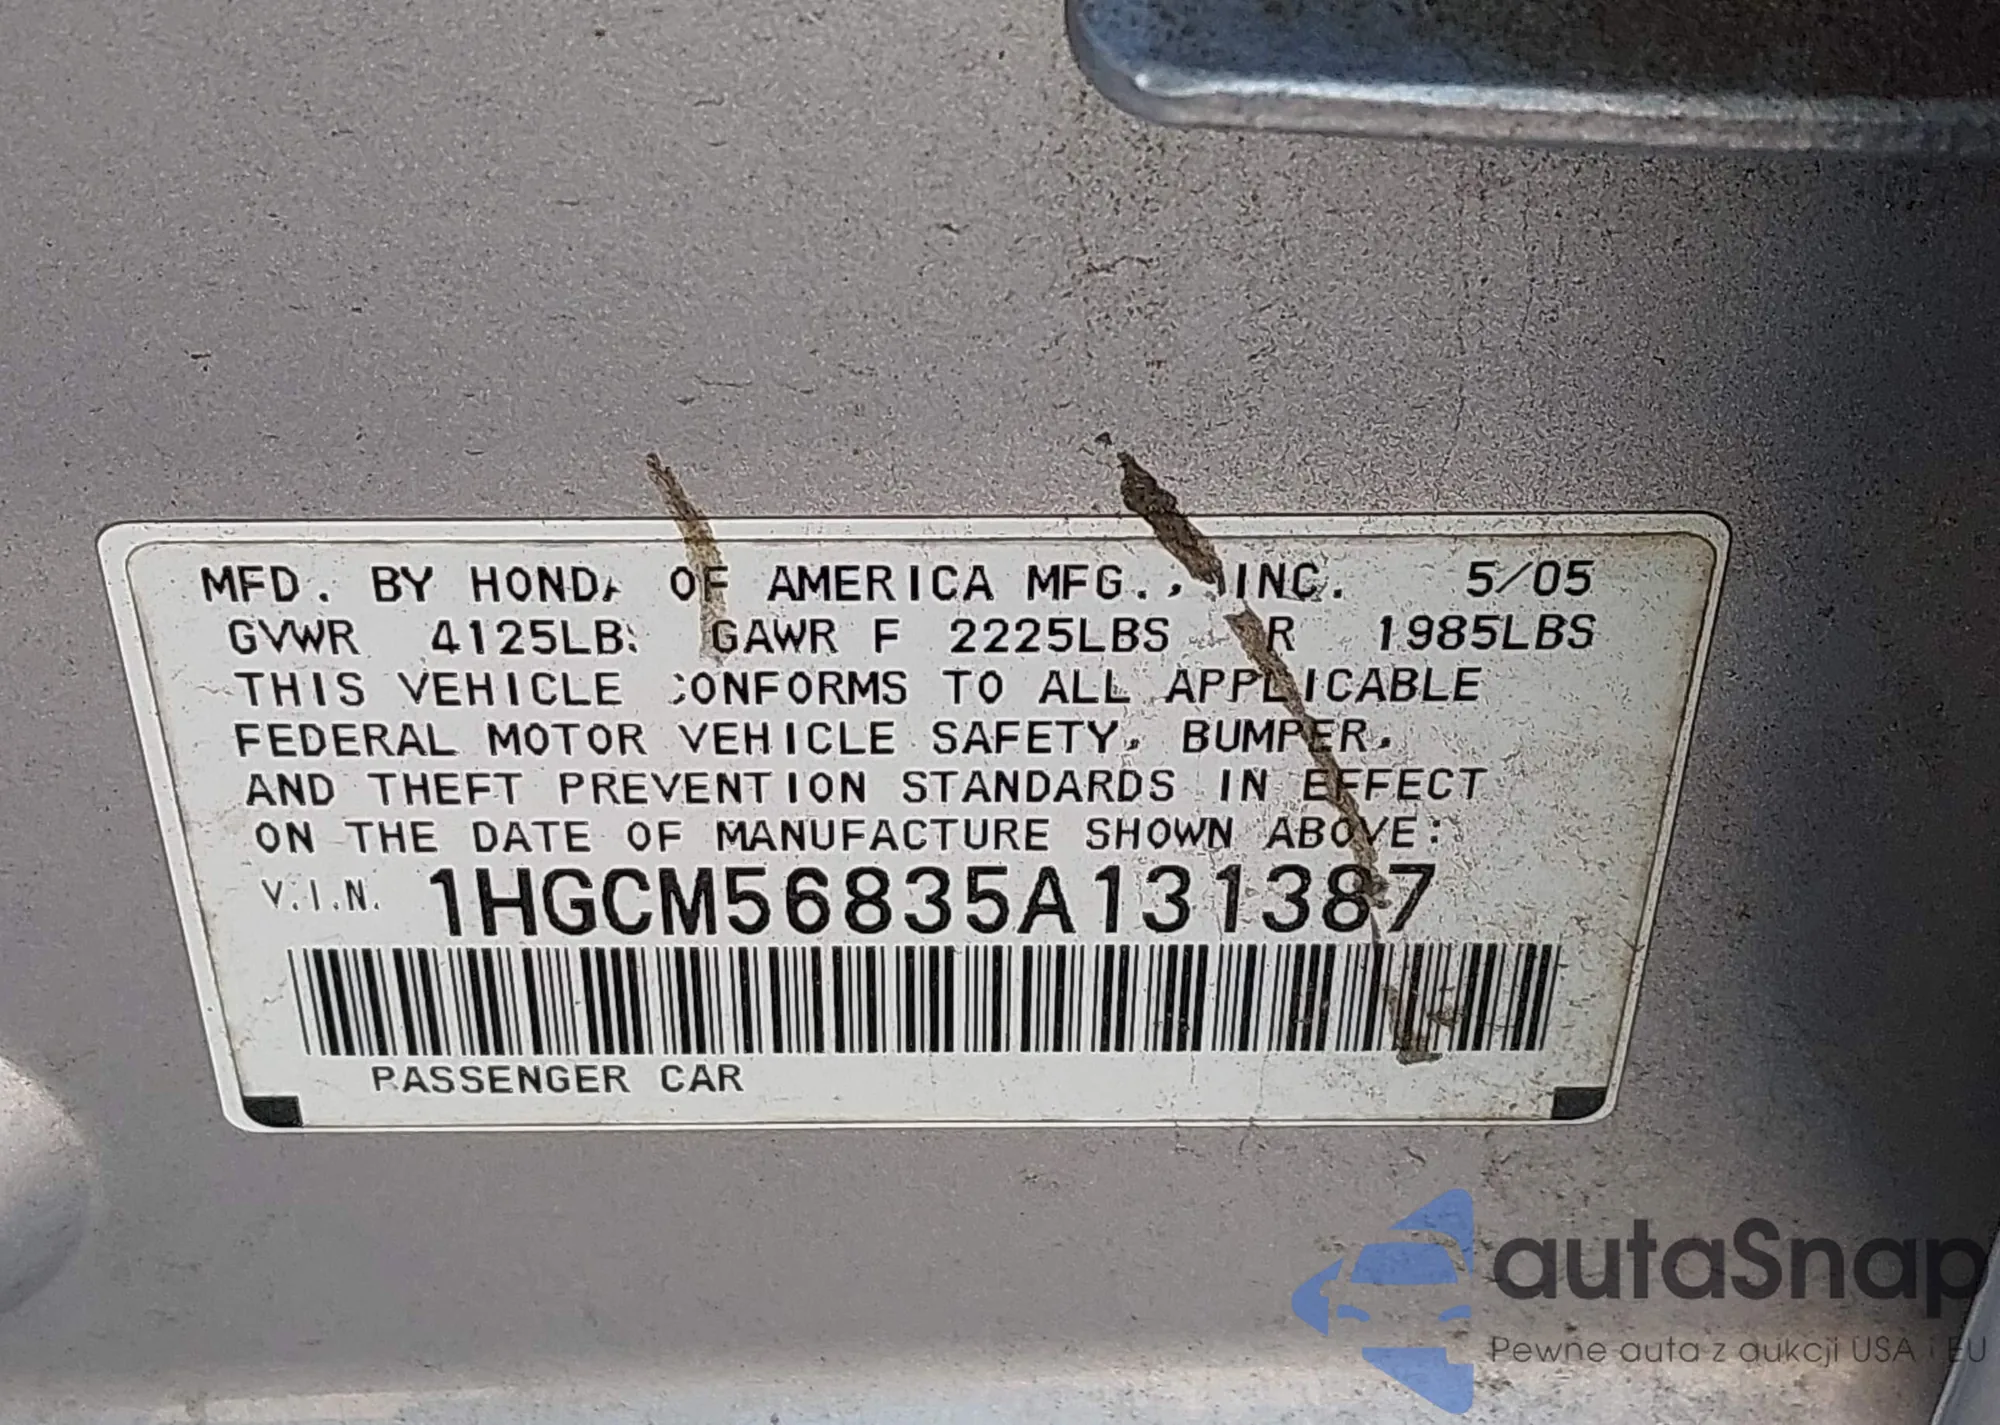 MFD. BY HONDA OF AMERICA MFG., INC. 5/05
GVWR 4125LBS GAWR F 2225LBS R 1985LBS
THIS VEHICLE CONFORMS TO ALL APPLICABLE
FEDERAL MOTOR VEHICLE SAFETY, BUMPER,
AND THEFT PREVENTION STANDARDS IN EFFECT
ON THE DATE OF MANUFACTURE SHOWN ABOVE:
V.I.N. 1HGCM56835A131387
PASSENGER CAR
autaSnap
Pewne auta z aukcji USA i EU